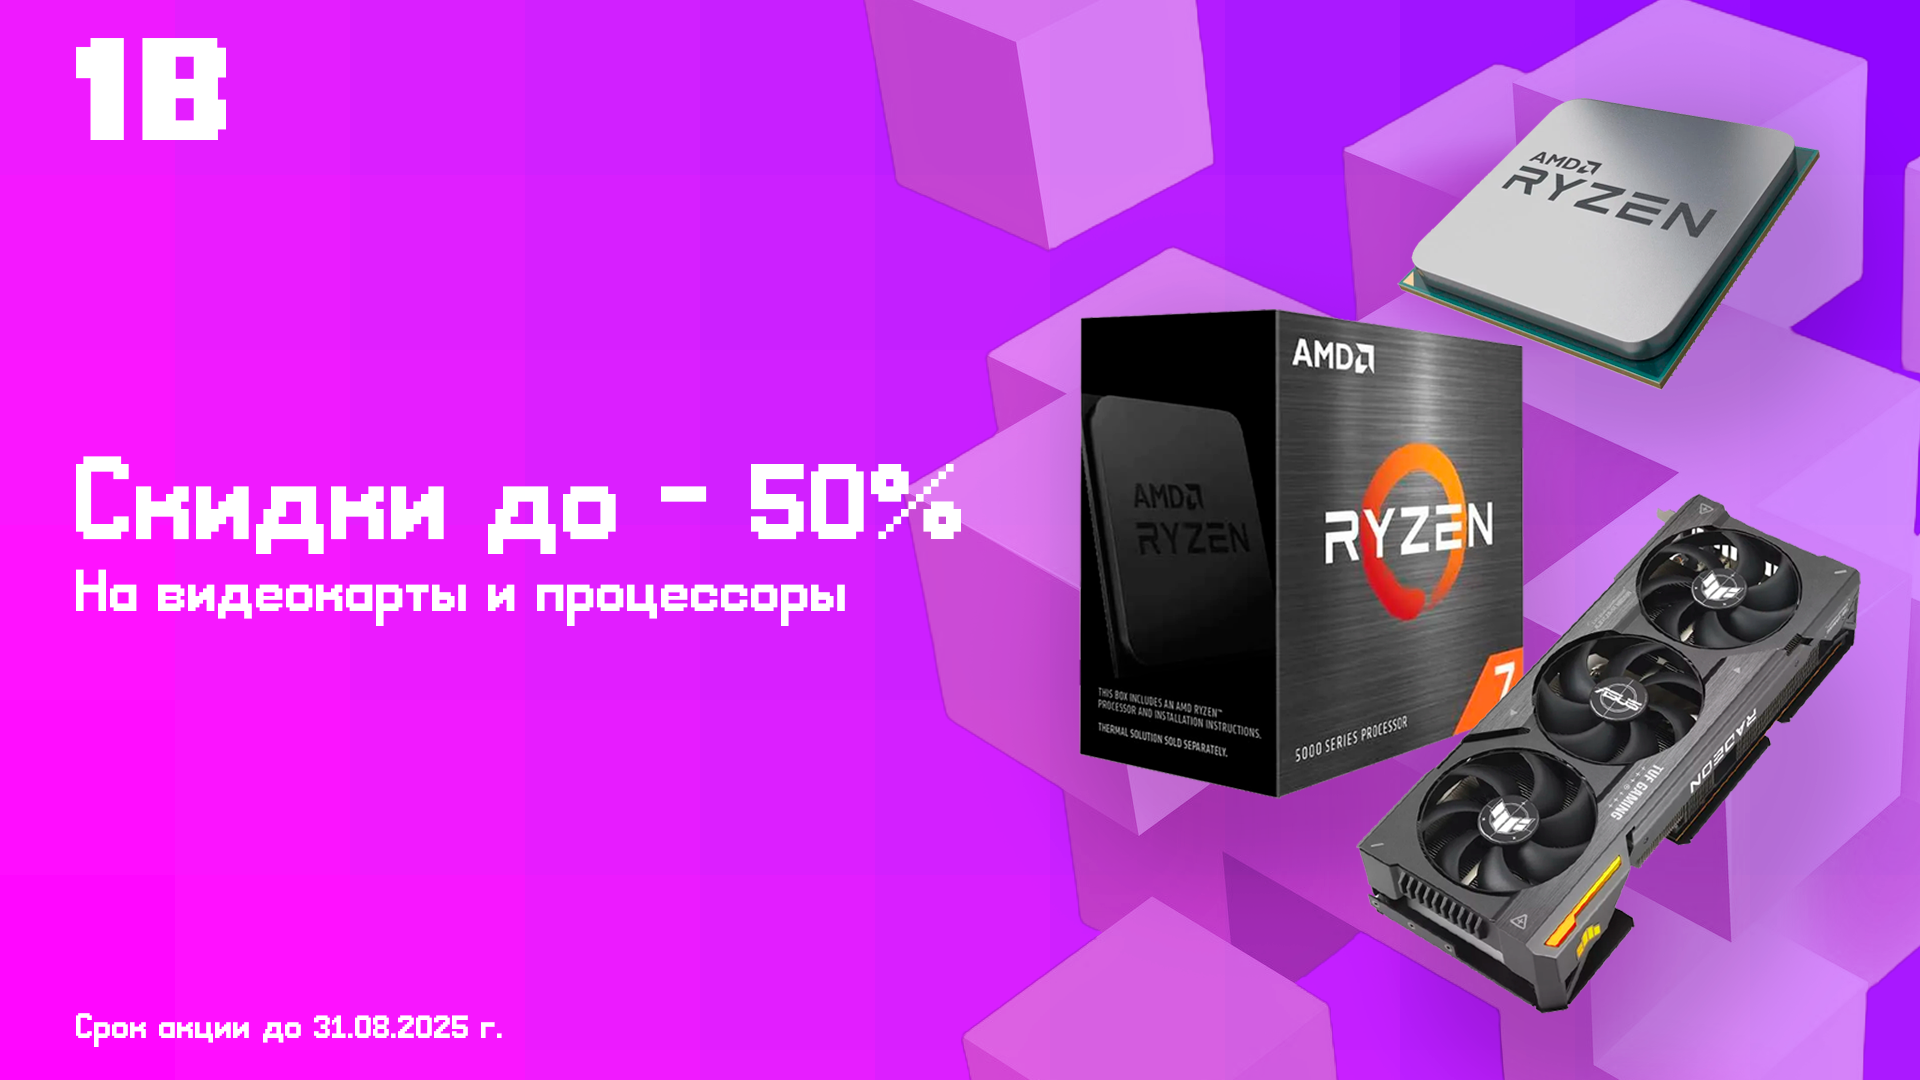 1B
Скидки до - 50%
На видеокарты и процессоры
Срок акции до 31.08.2025 г.
AMD
RYZEN
AMD
RYZEN
5000 SERIES PROCESSOR
7
AMD
RYZEN
THIS BOX INCLUDES AN AMD RYZEN™
PROCESSOR AND INSTALLATION INSTRUCTIONS.
THERMAL SOLUTION SOLD SEPARATELY.
ASUS
RADEON
TUF GAMING